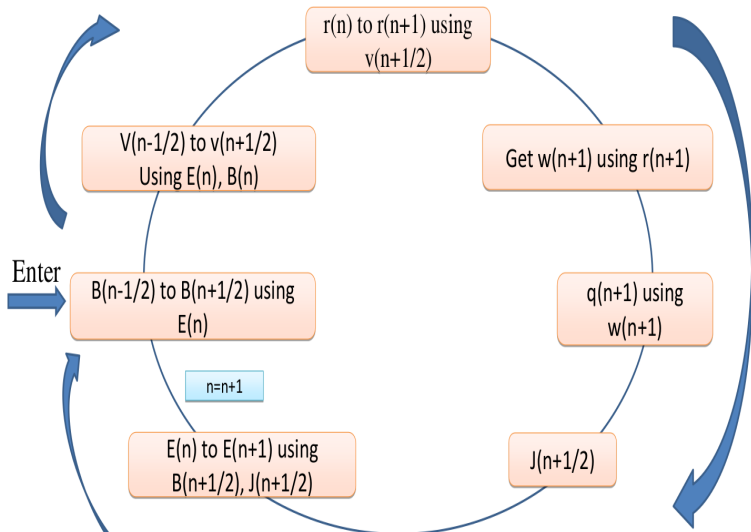 r(n) to r(n+1) using
v(n+1/2)
V(n-1/2) to v(n+1/2)
Using E(n), B(n)
Get w(n+1) using r(n+1)
Enter
B(n-1/2) to B(n+1/2) using
E(n)
q(n+1) using
w(n+1)
n=n+1
E(n) to E(n+1) using
B(n+1/2), J(n+1/2)
J(n+1/2)